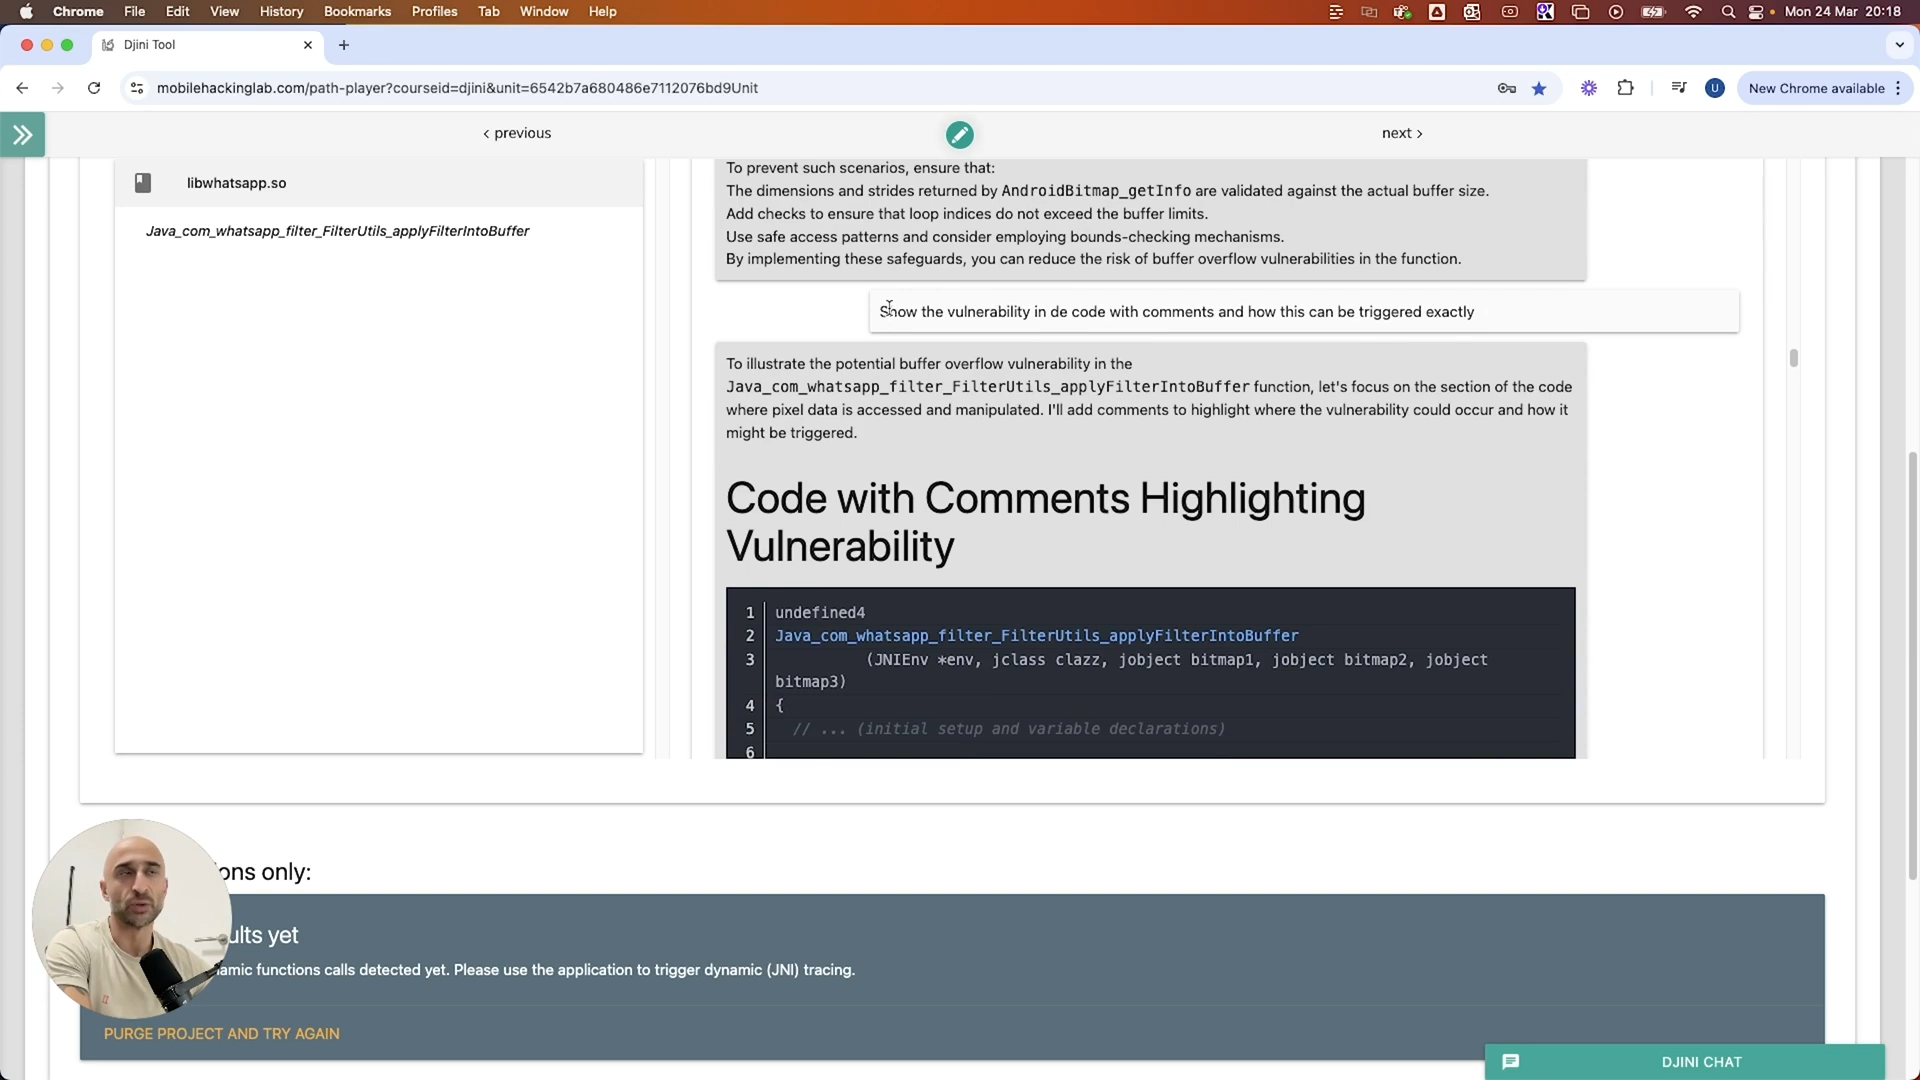 Chrome File Edit View History Bookmarks Profiles Tab Window Help Mon 24 Mar 20:18
Djini Tool
mobilehackinglab.com/path-player?courseid=djini&unit=6542b7a680486e7112076bd9Unit U New Chrome available
‹ previous next ›
libwhatsapp.so
Java_com_whatsapp_filter_FilterUtils_applyFilterIntoBuffer
To prevent such scenarios, ensure that:
The dimensions and strides returned by AndroidBitmap_getInfo are validated against the actual buffer size.
Add checks to ensure that loop indices do not exceed the buffer limits.
Use safe access patterns and consider employing bounds-checking mechanisms.
By implementing these safeguards, you can reduce the risk of buffer overflow vulnerabilities in the function.
Show the vulnerability in de code with comments and how this can be triggered exactly
To illustrate the potential buffer overflow vulnerability in the
Java_com_whatsapp_filter_FilterUtils_applyFilterIntoBuffer function, let's focus on the section of the code
where pixel data is accessed and manipulated. I'll add comments to highlight where the vulnerability could occur and how it
might be triggered.
Code with Comments Highlighting
Vulnerability
1 undefined4
2 Java_com_whatsapp_filter_FilterUtils_applyFilterIntoBuffer
3 (JNIEnv *env, jclass clazz, jobject bitmap1, jobject bitmap2, jobject
bitmap3)
4 {
5 // ... (initial setup and variable declarations)
6
only:
yet
functions calls detected yet. Please use the application to trigger dynamic (JNI) tracing.
PURGE PROJECT AND TRY AGAIN
DJINI CHAT